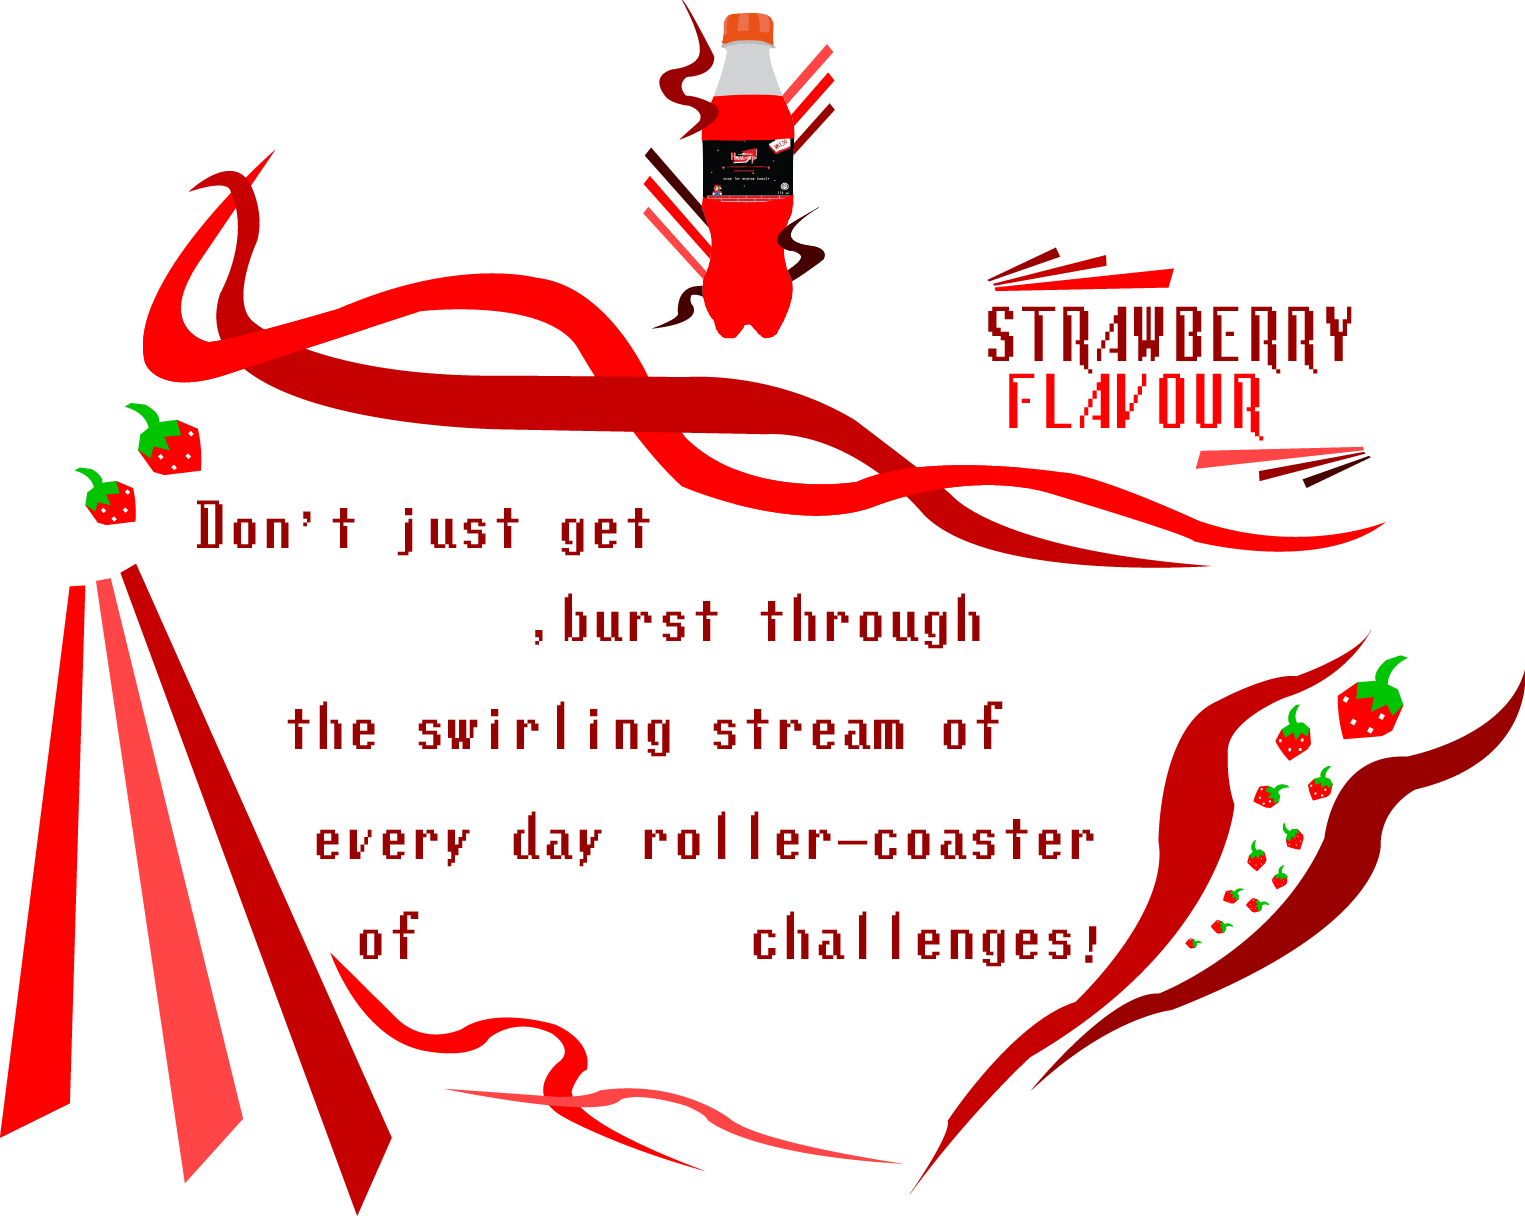 STRAWBERRY
FLAVOUR
Don't just get
,burst through
the swirling stream of
every day roller-coaster
of challenges!